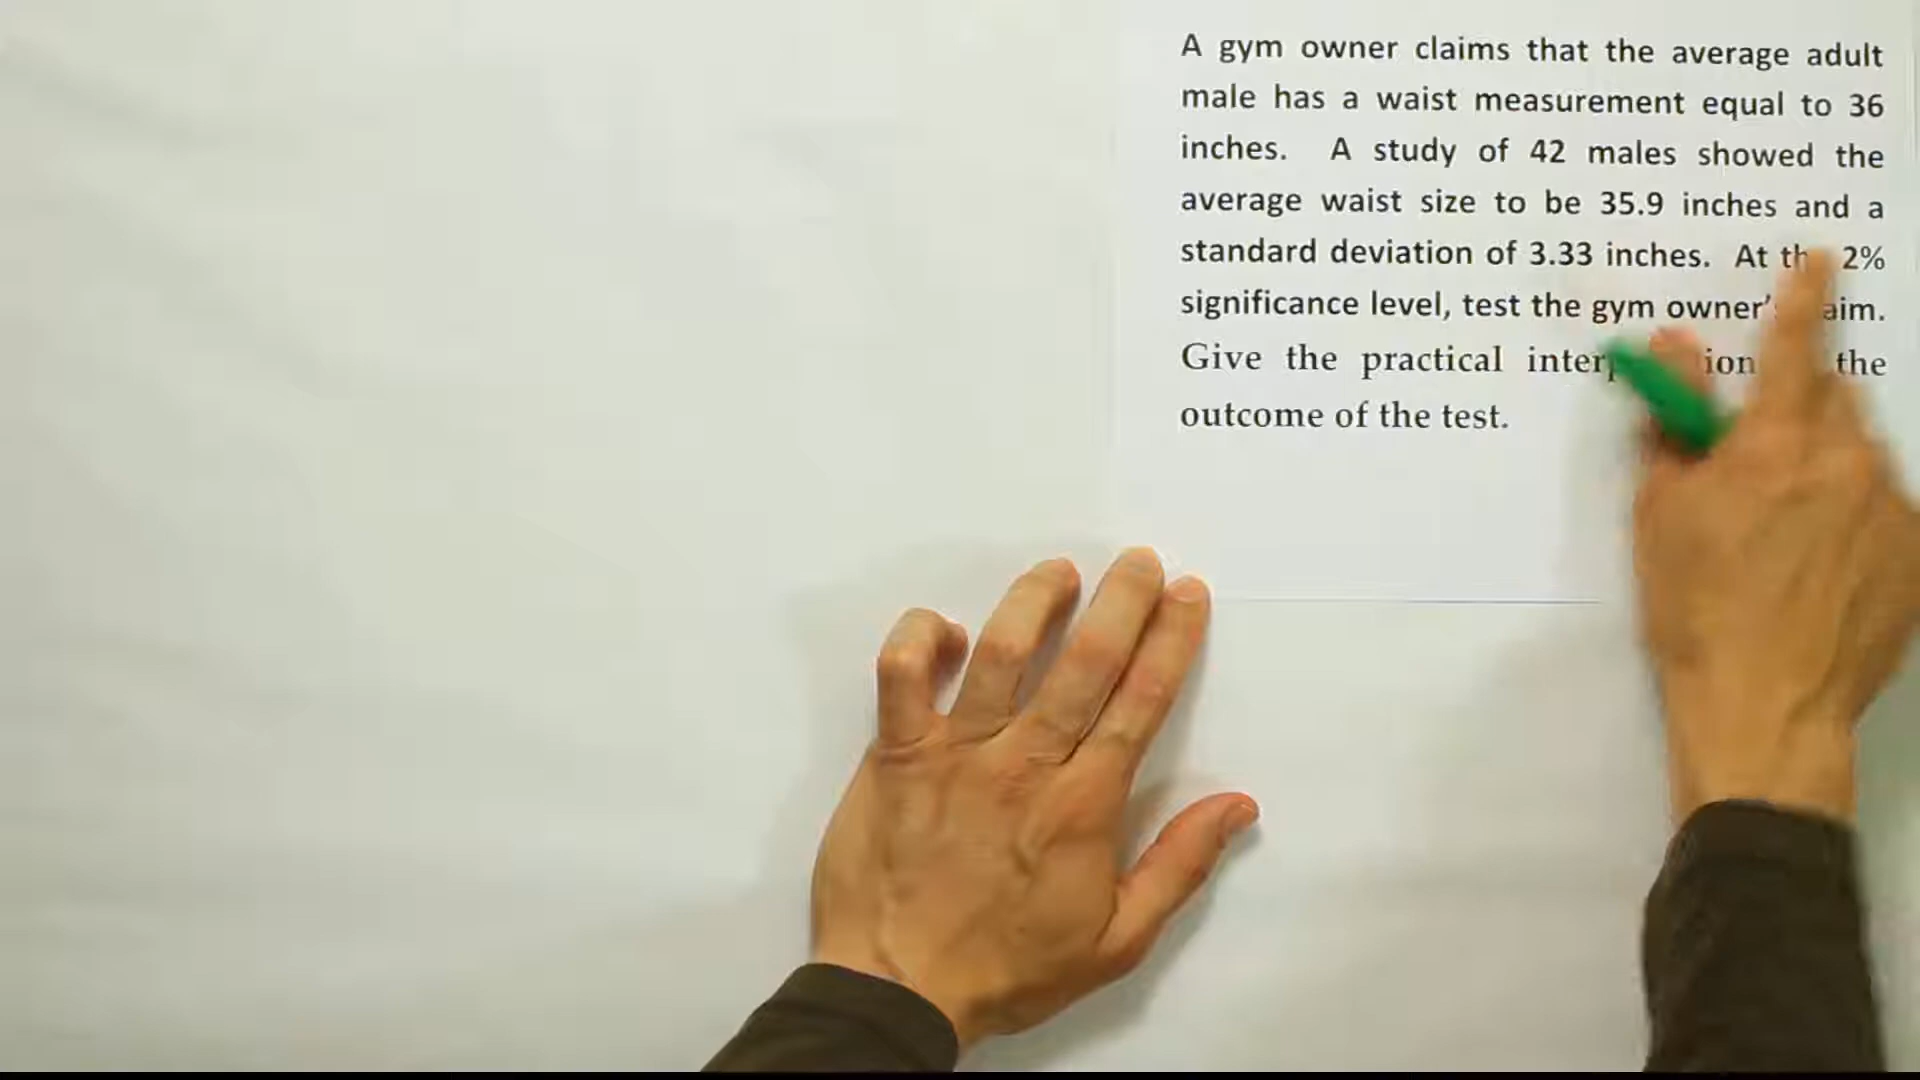 A gym owner claims that the average adult
male has a waist measurement equal to 36
inches. A study of 42 males showed the
average waist size to be 35.9 inches and a
standard deviation of 3.33 inches. At 2%
significance level, test the gym owner'
Give the practical the
outcome of the test.